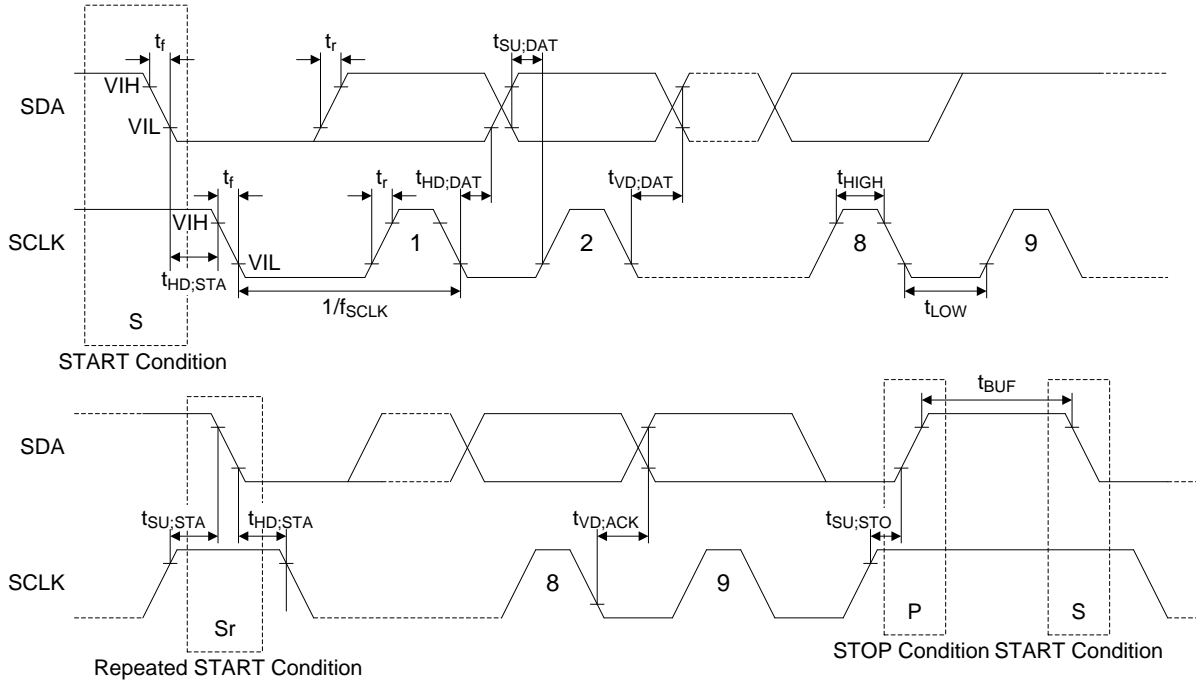 tf
tr
tSU;DAT
VIH
SDA
VIL
tf
tr
tHD;DAT
tVD;DAT
tHIGH
VIH
SCLK
1
2
8
9
VIL
tHD;STA
1/fSCLK
tLOW
S
START Condition
tBUF
SDA
tSU;STA
tHD;STA
tVD;ACK
tSU;STO
SCLK
8
9
Sr
P
S
Repeated START Condition
STOP Condition START Condition